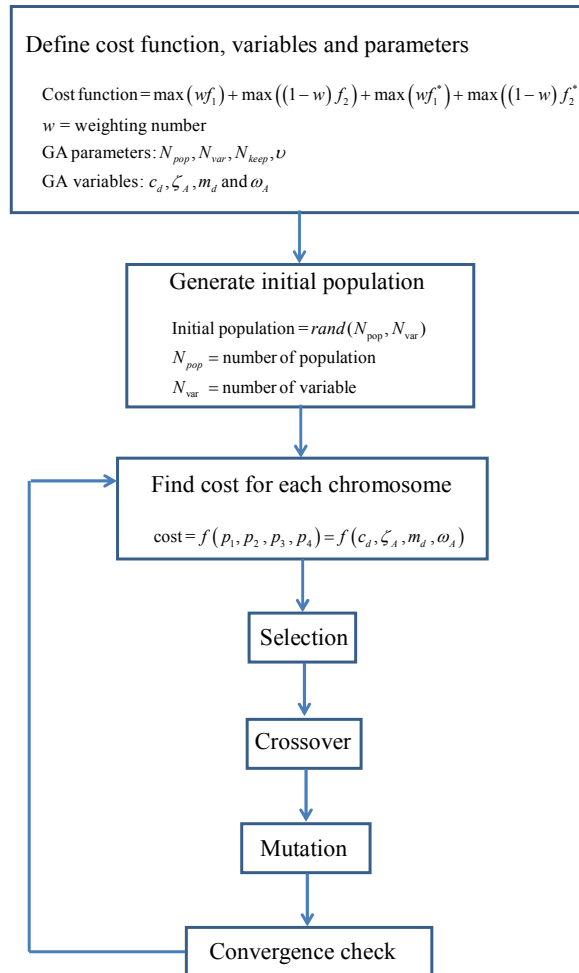 Define cost function, variables and parameters
Cost function = max(wf₁) + max((1−w) f₂) + max(wf₁*) + max((1−w) f₂*
w = weighting number
GA parameters: N_pop, N_var, N_keep, υ
GA variables: c_d, ζ_A, m_d and ω_A
Generate initial population
Initial population = rand(N_pop, N_var)
N_pop = number of population
N_var = number of variable
Find cost for each chromosome
cost = f(p₁, p₂, p₃, p₄) = f(c_d, ζ_A, m_d, ω_A)
Selection
Crossover
Mutation
Convergence check